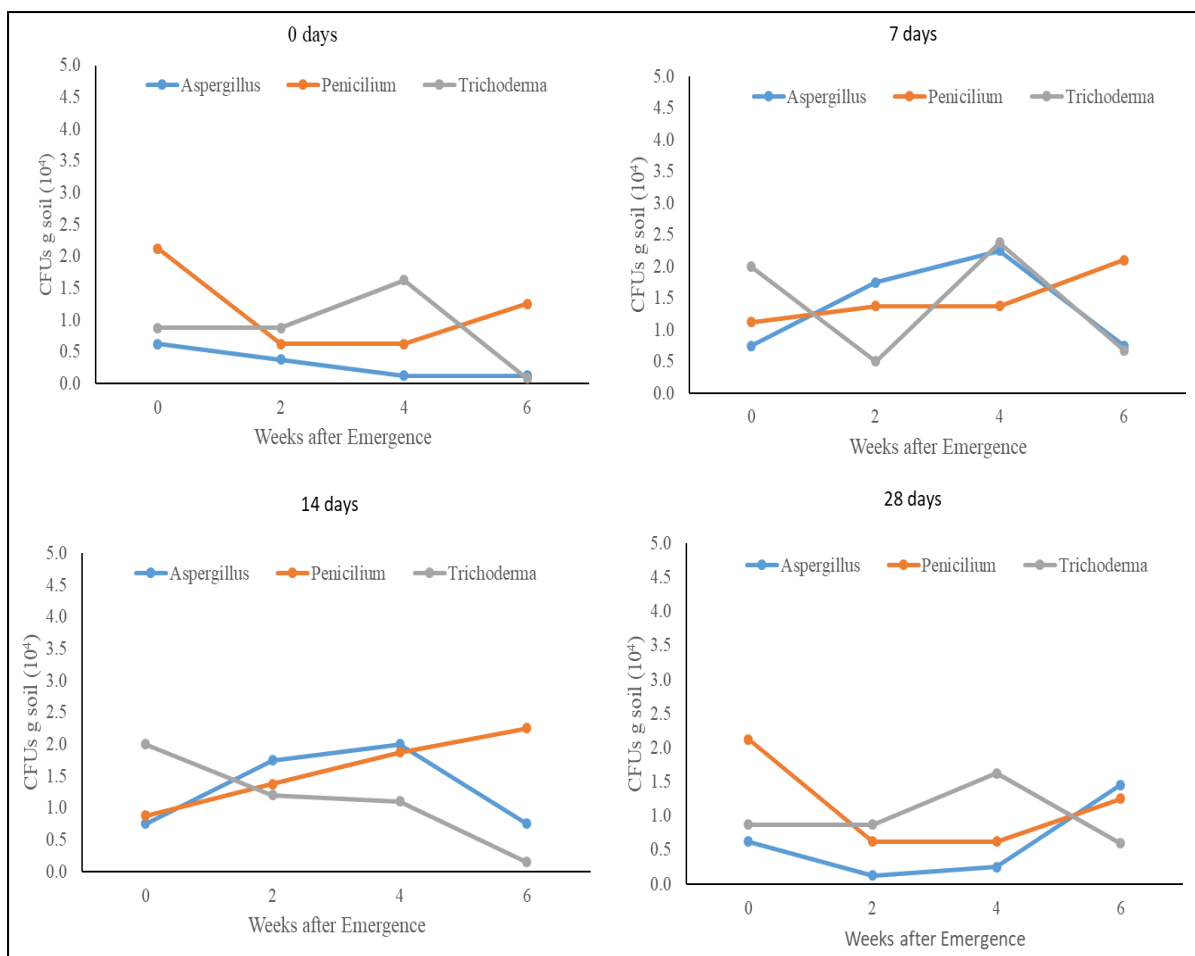 0 days
Aspergillus Penicilium Trichoderma
5.0
4.5
4.0
3.5
3.0
2.5
2.0
1.5
1.0
0.5
0.0
CFUs g soil (10⁴)
0 2 4 6
Weeks after Emergence
7 days
Aspergillus Penicilium Trichoderma
5.0
4.5
4.0
3.5
3.0
2.5
2.0
1.5
1.0
0.5
0.0
CFUs g soil (10⁴)
0 2 4 6
Weeks after Emergence
14 days
Aspergillus Penicilium Trichoderma
5.0
4.5
4.0
3.5
3.0
2.5
2.0
1.5
1.0
0.5
0.0
CFUs g soil (10⁴)
0 2 4 6
Weeks after Emergence
28 days
Aspergillus Penicilium Trichoderma
5.0
4.5
4.0
3.5
3.0
2.5
2.0
1.5
1.0
0.5
0.0
CFUs g soil (10⁴)
0 2 4 6
Weeks after Emergence